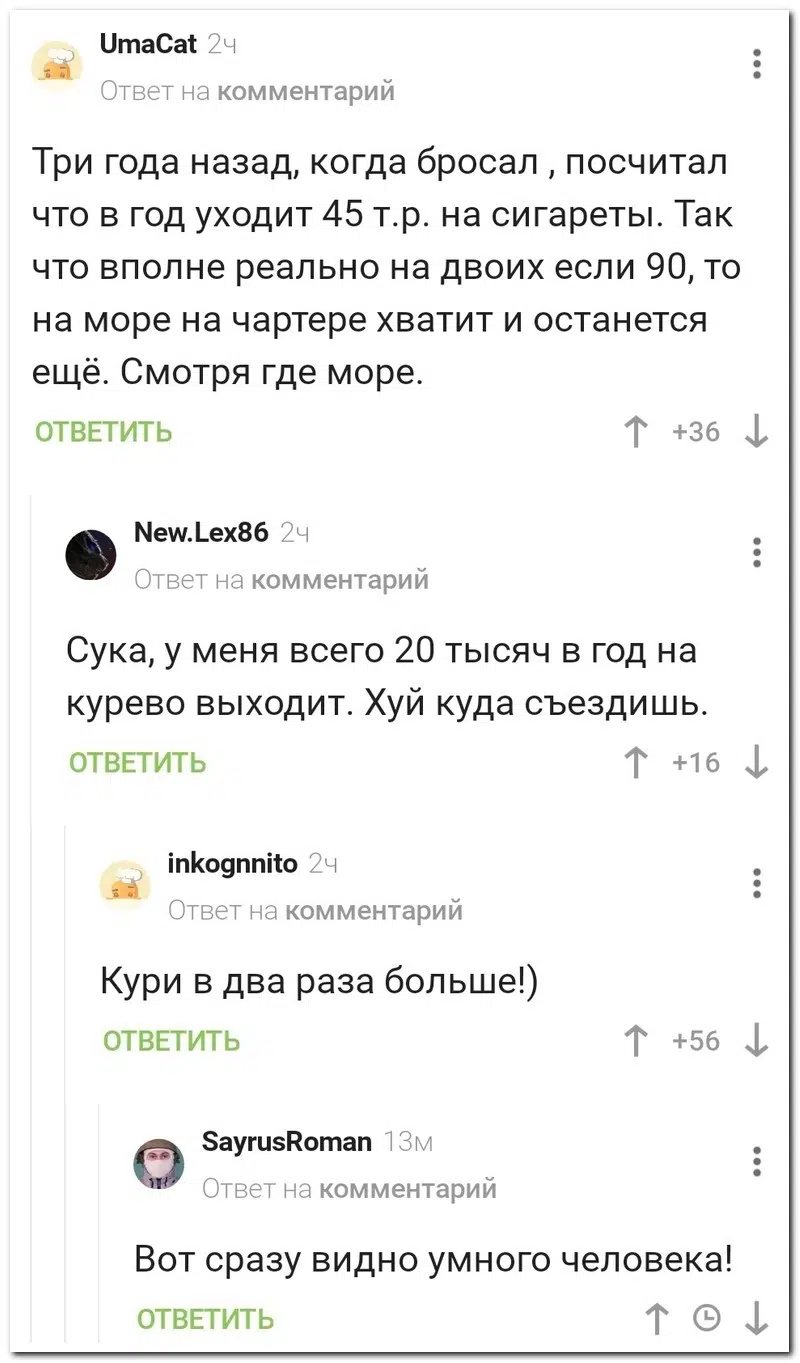 UmaCat 2ч
Ответ на комментарий
Три года назад, когда бросал , посчитал
что в год уходит 45 т.р. на сигареты. Так
что вполне реально на двоих если 90, то
на море на чартере хватит и останется
ещё. Смотря где море.
ОТВЕТИТЬ +36
New.Lex86 2ч
Ответ на комментарий
Сука, у меня всего 20 тысяч в год на
курево выходит. Хуй куда съездишь.
ОТВЕТИТЬ +16
inkognnito 2ч
Ответ на комментарий
Кури в два раза больше!)
ОТВЕТИТЬ +56
SayrusRoman 13м
Ответ на комментарий
Вот сразу видно умного человека!
ОТВЕТИТЬ